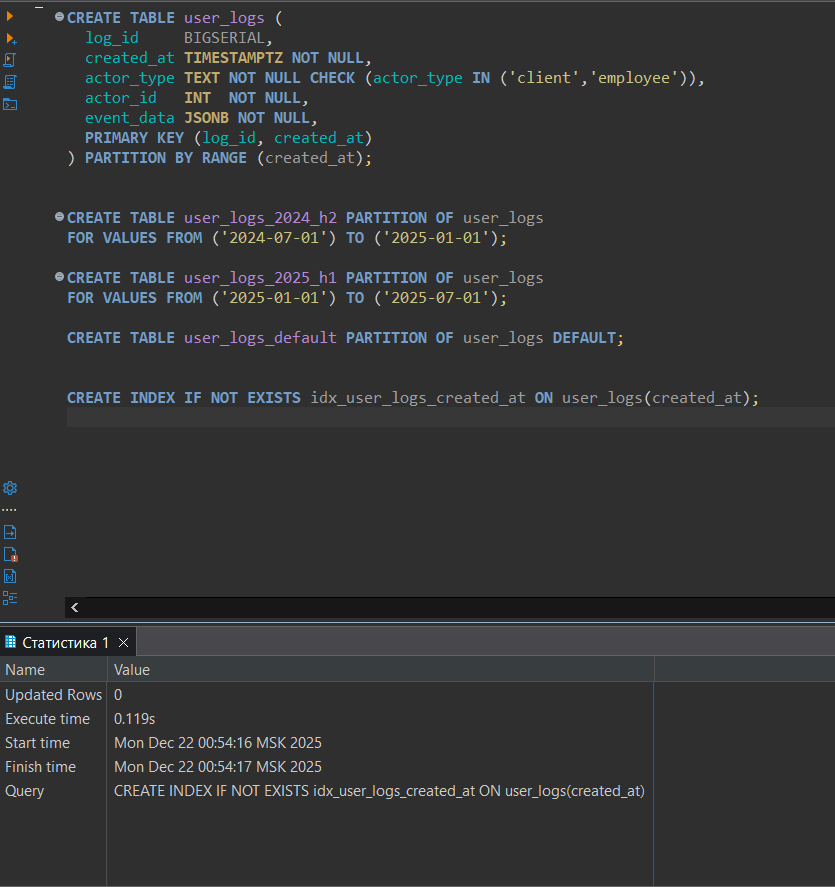 CREATE TABLE user_logs (
log_id BIGSERIAL,
created_at TIMESTAMPTZ NOT NULL,
actor_type TEXT NOT NULL CHECK (actor_type IN ('client','employee')),
actor_id INT NOT NULL,
event_data JSONB NOT NULL,
PRIMARY KEY (log_id, created_at)
) PARTITION BY RANGE (created_at);
CREATE TABLE user_logs_2024_h2 PARTITION OF user_logs
FOR VALUES FROM ('2024-07-01') TO ('2025-01-01');
CREATE TABLE user_logs_2025_h1 PARTITION OF user_logs
FOR VALUES FROM ('2025-01-01') TO ('2025-07-01');
CREATE TABLE user_logs_default PARTITION OF user_logs DEFAULT;
CREATE INDEX IF NOT EXISTS idx_user_logs_created_at ON user_logs(created_at);
Статистика 1
Name Value
Updated Rows 0
Execute time 0.119s
Start time Mon Dec 22 00:54:16 MSK 2025
Finish time Mon Dec 22 00:54:17 MSK 2025
Query CREATE INDEX IF NOT EXISTS idx_user_logs_created_at ON user_logs(created_at)